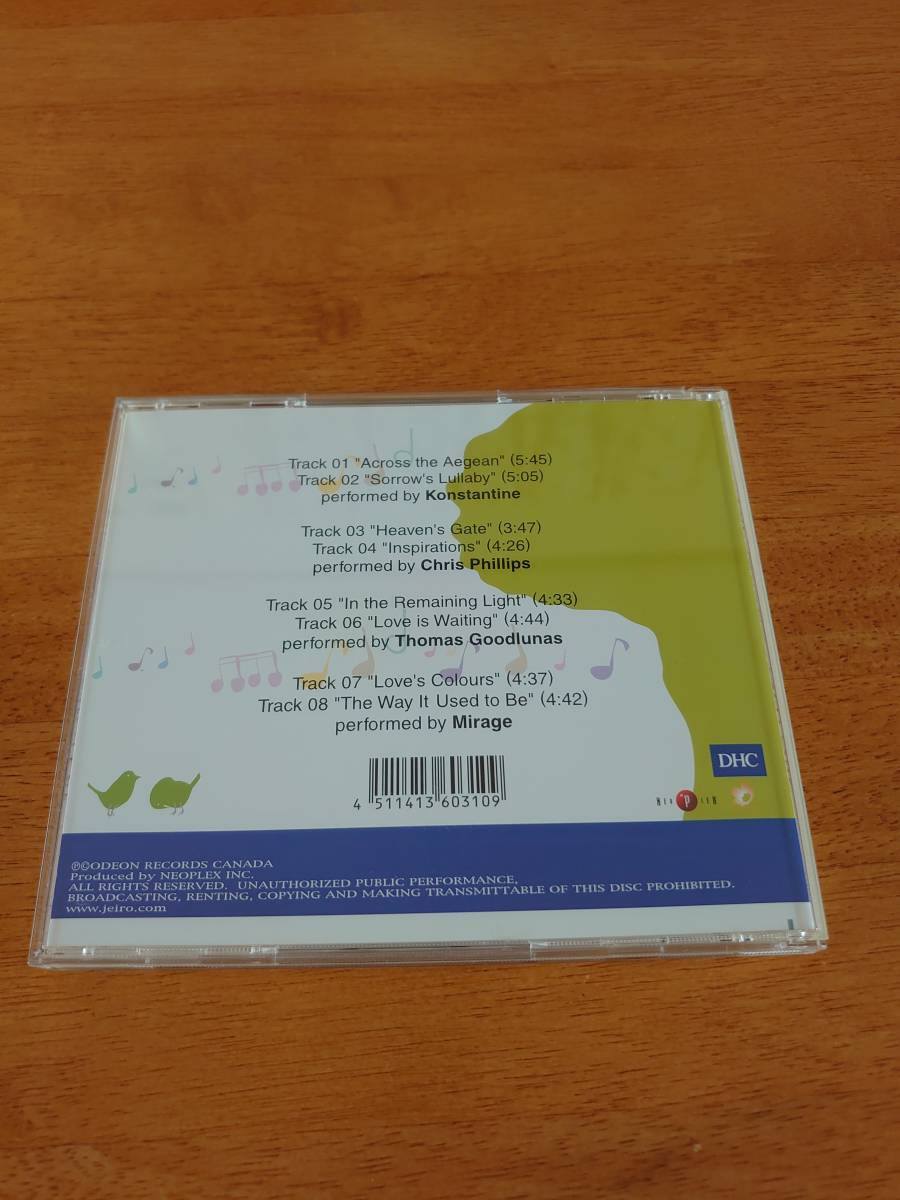 Track 01 "Across the Aegean" (5:45)
Track 02 "Sorrow's Lullaby" (5:05)
performed by Konstantine
Track 03 "Heaven's Gate" (3:47)
Track 04 "Inspirations" (4:26)
performed by Chris Phillips
Track 05 "In the Remaining Light" (4:33)
Track 06 "Love is Waiting" (4:44)
performed by Thomas Goodlunas
Track 07 "Love's Colours" (4:37)
Track 08 "The Way It Used to Be" (4:42)
performed by Mirage
DHC
4 511413 603109
℗©ODEON RECORDS CANADA
Produced by NEOPLEX INC.
ALL RIGHTS RESERVED. UNAUTHORIZED PUBLIC PERFORMANCE,
BROADCASTING, RENTING, COPYING AND MAKING TRANSMITTABLE OF THIS DISC PROHIBITED.
www.jeiro.com